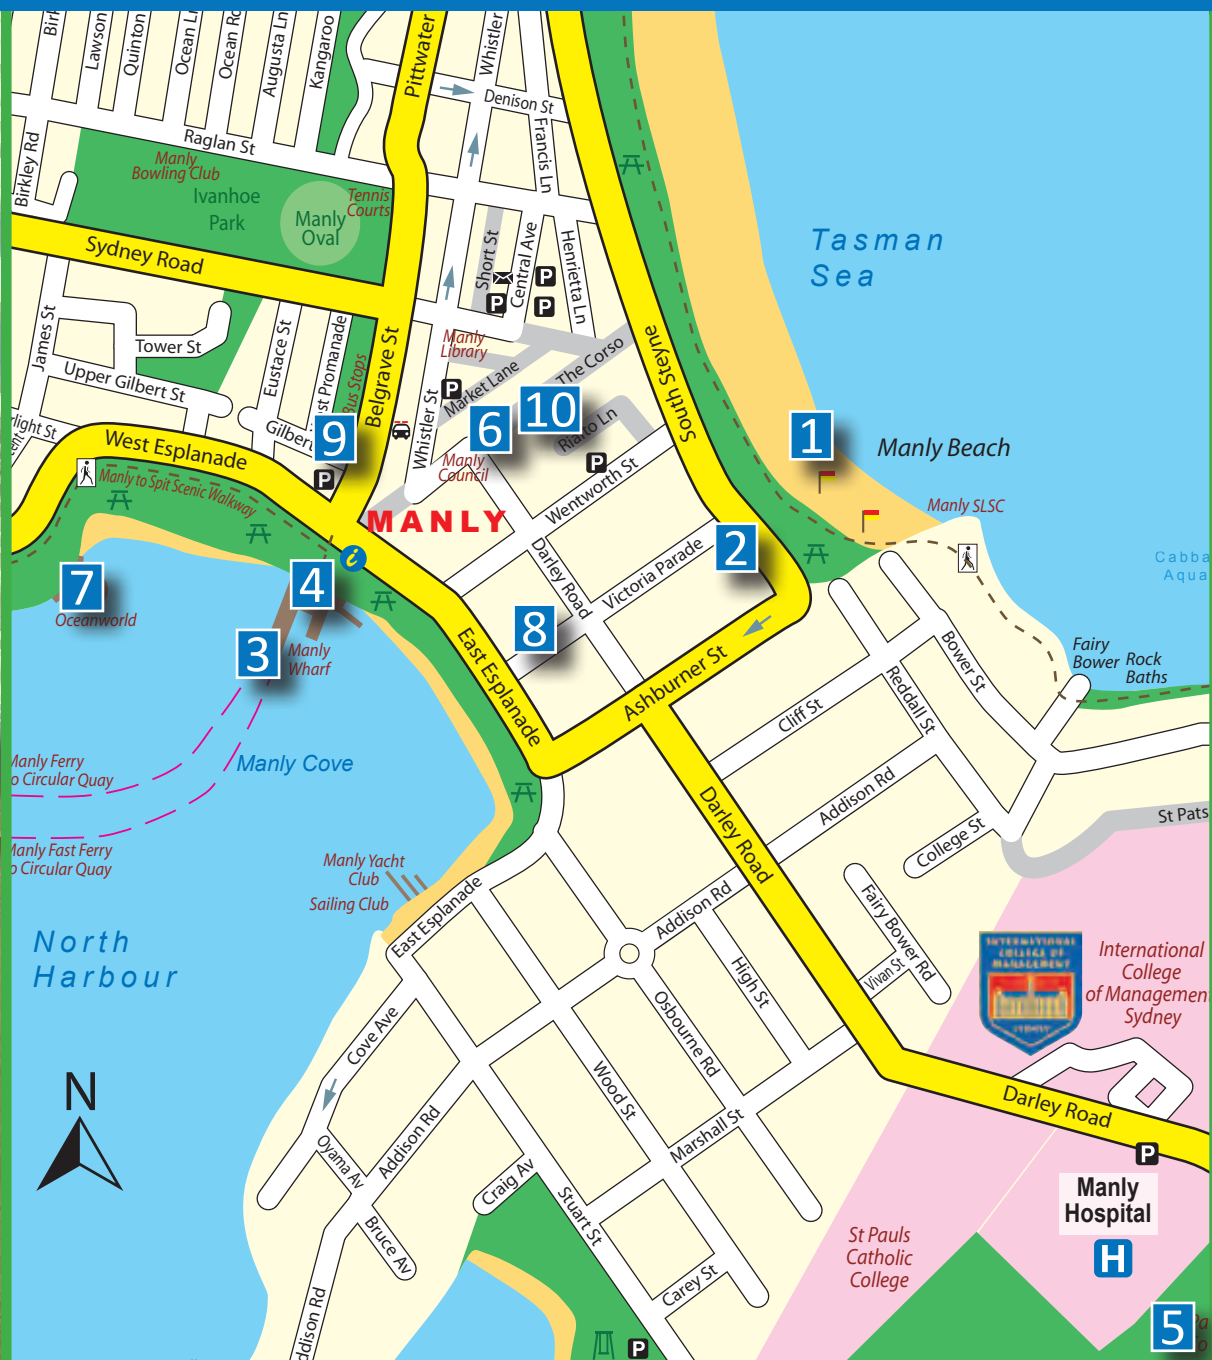 Lawson
Quinton
Ocean
Ocean
Augusta Ln
Kangaroo
Pittwater
Whistler
Denison St
Francis Ln
Raglan St
Birkley Rd
Manly
Bowling Club
Ivanhoe
Park
Manly
Oval
Tennis
Courts
Sydney Road
Short St
Central Ave
Henrietta Ln
P
P
P
Tasman
Sea
James St
Tower St
Upper Gilbert St
Eustace St
Promanade
Bus Stops
Belgrave St
Manly
Library
Market Lane
The Corso
South Steyne
Whistler St
P
10
6
9
1
Rialto Ln
Gilbert
West Esplanade
Manly to Spit Scenic Walkway
Manly
Council
P
P
Wentworth St
Manly Beach
Manly SLSC
MANLY
i
2
Darley Road
Victoria Parade
7
Oceanworld
4
3
Manly
Wharf
8
East Esplanade
Ashburner St
Fairy
Bower
Rock
Baths
Bower St
Reddall St
Cliff St
Manly Ferry
o Circular Quay
Manly Cove
Manly Fast Ferry
o Circular Quay
Addison Rd
College St
St Pats
Darley Road
Manly Yacht
Club
Sailing Club
East Esplanade
Addison Rd
Fairy Bower Rd
Vivan St
High St
North
Harbour
INTERNATIONAL
COLLEGE OF
MANAGEMENT
SYDNEY
International
College
of Managemen
Sydney
Cove Ave
Osbourne Rd
Wood St
N
Darley Road
Addison Rd
Oyama Av
Marshall St
P
Craig Av
Stuart St
Bruce Av
Manly
Hospital
H
St Pauls
Catholic
College
Carey St
ddison Rd
P
5